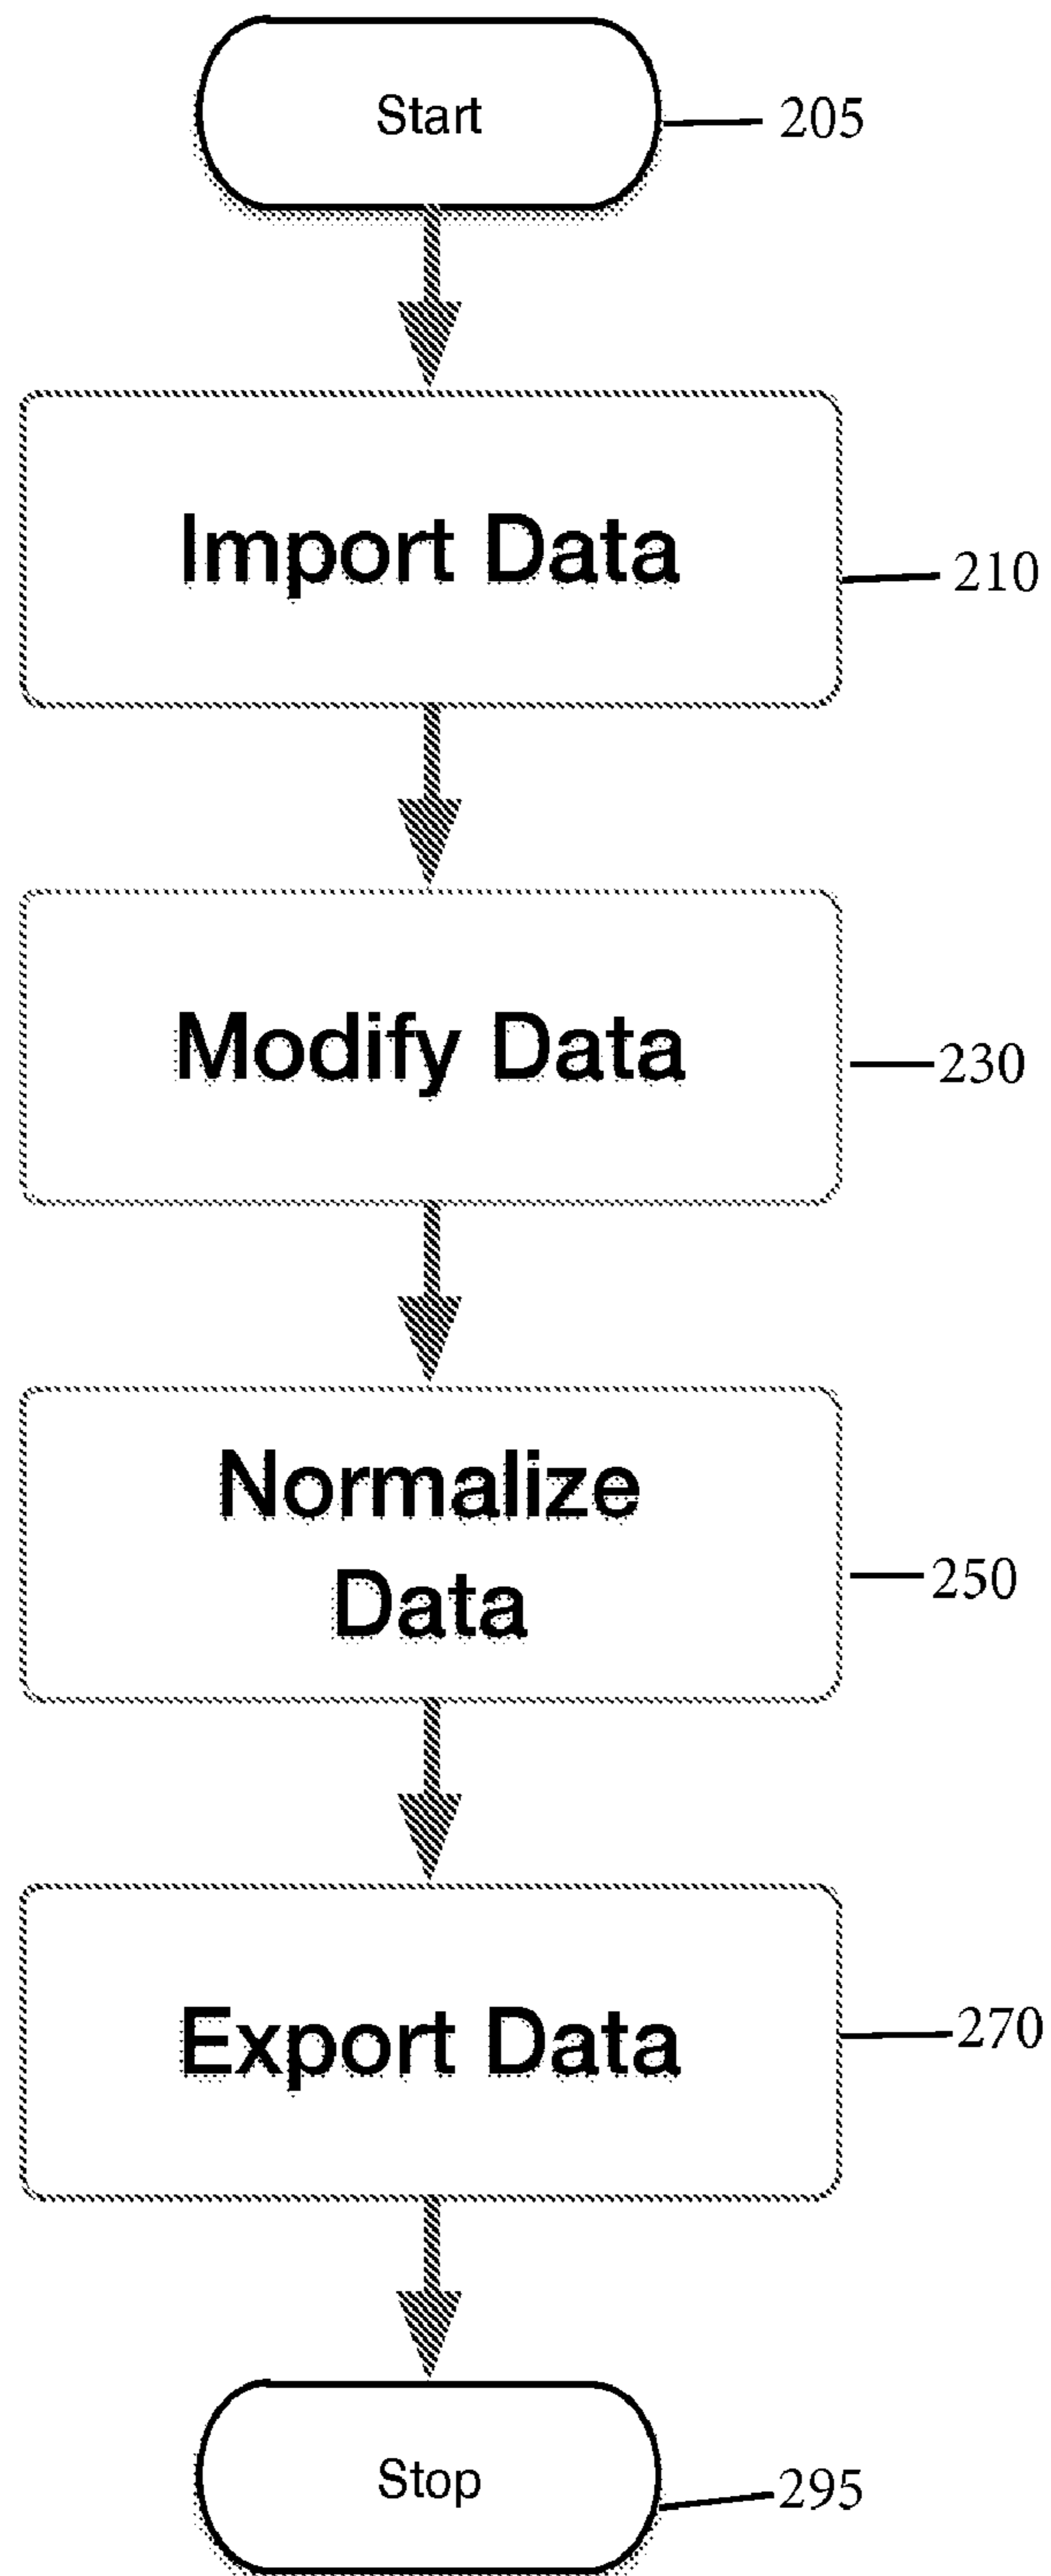 Start
205
Import Data
210
Modify Data
230
Normalize
Data
250
Export Data
270
Stop
295